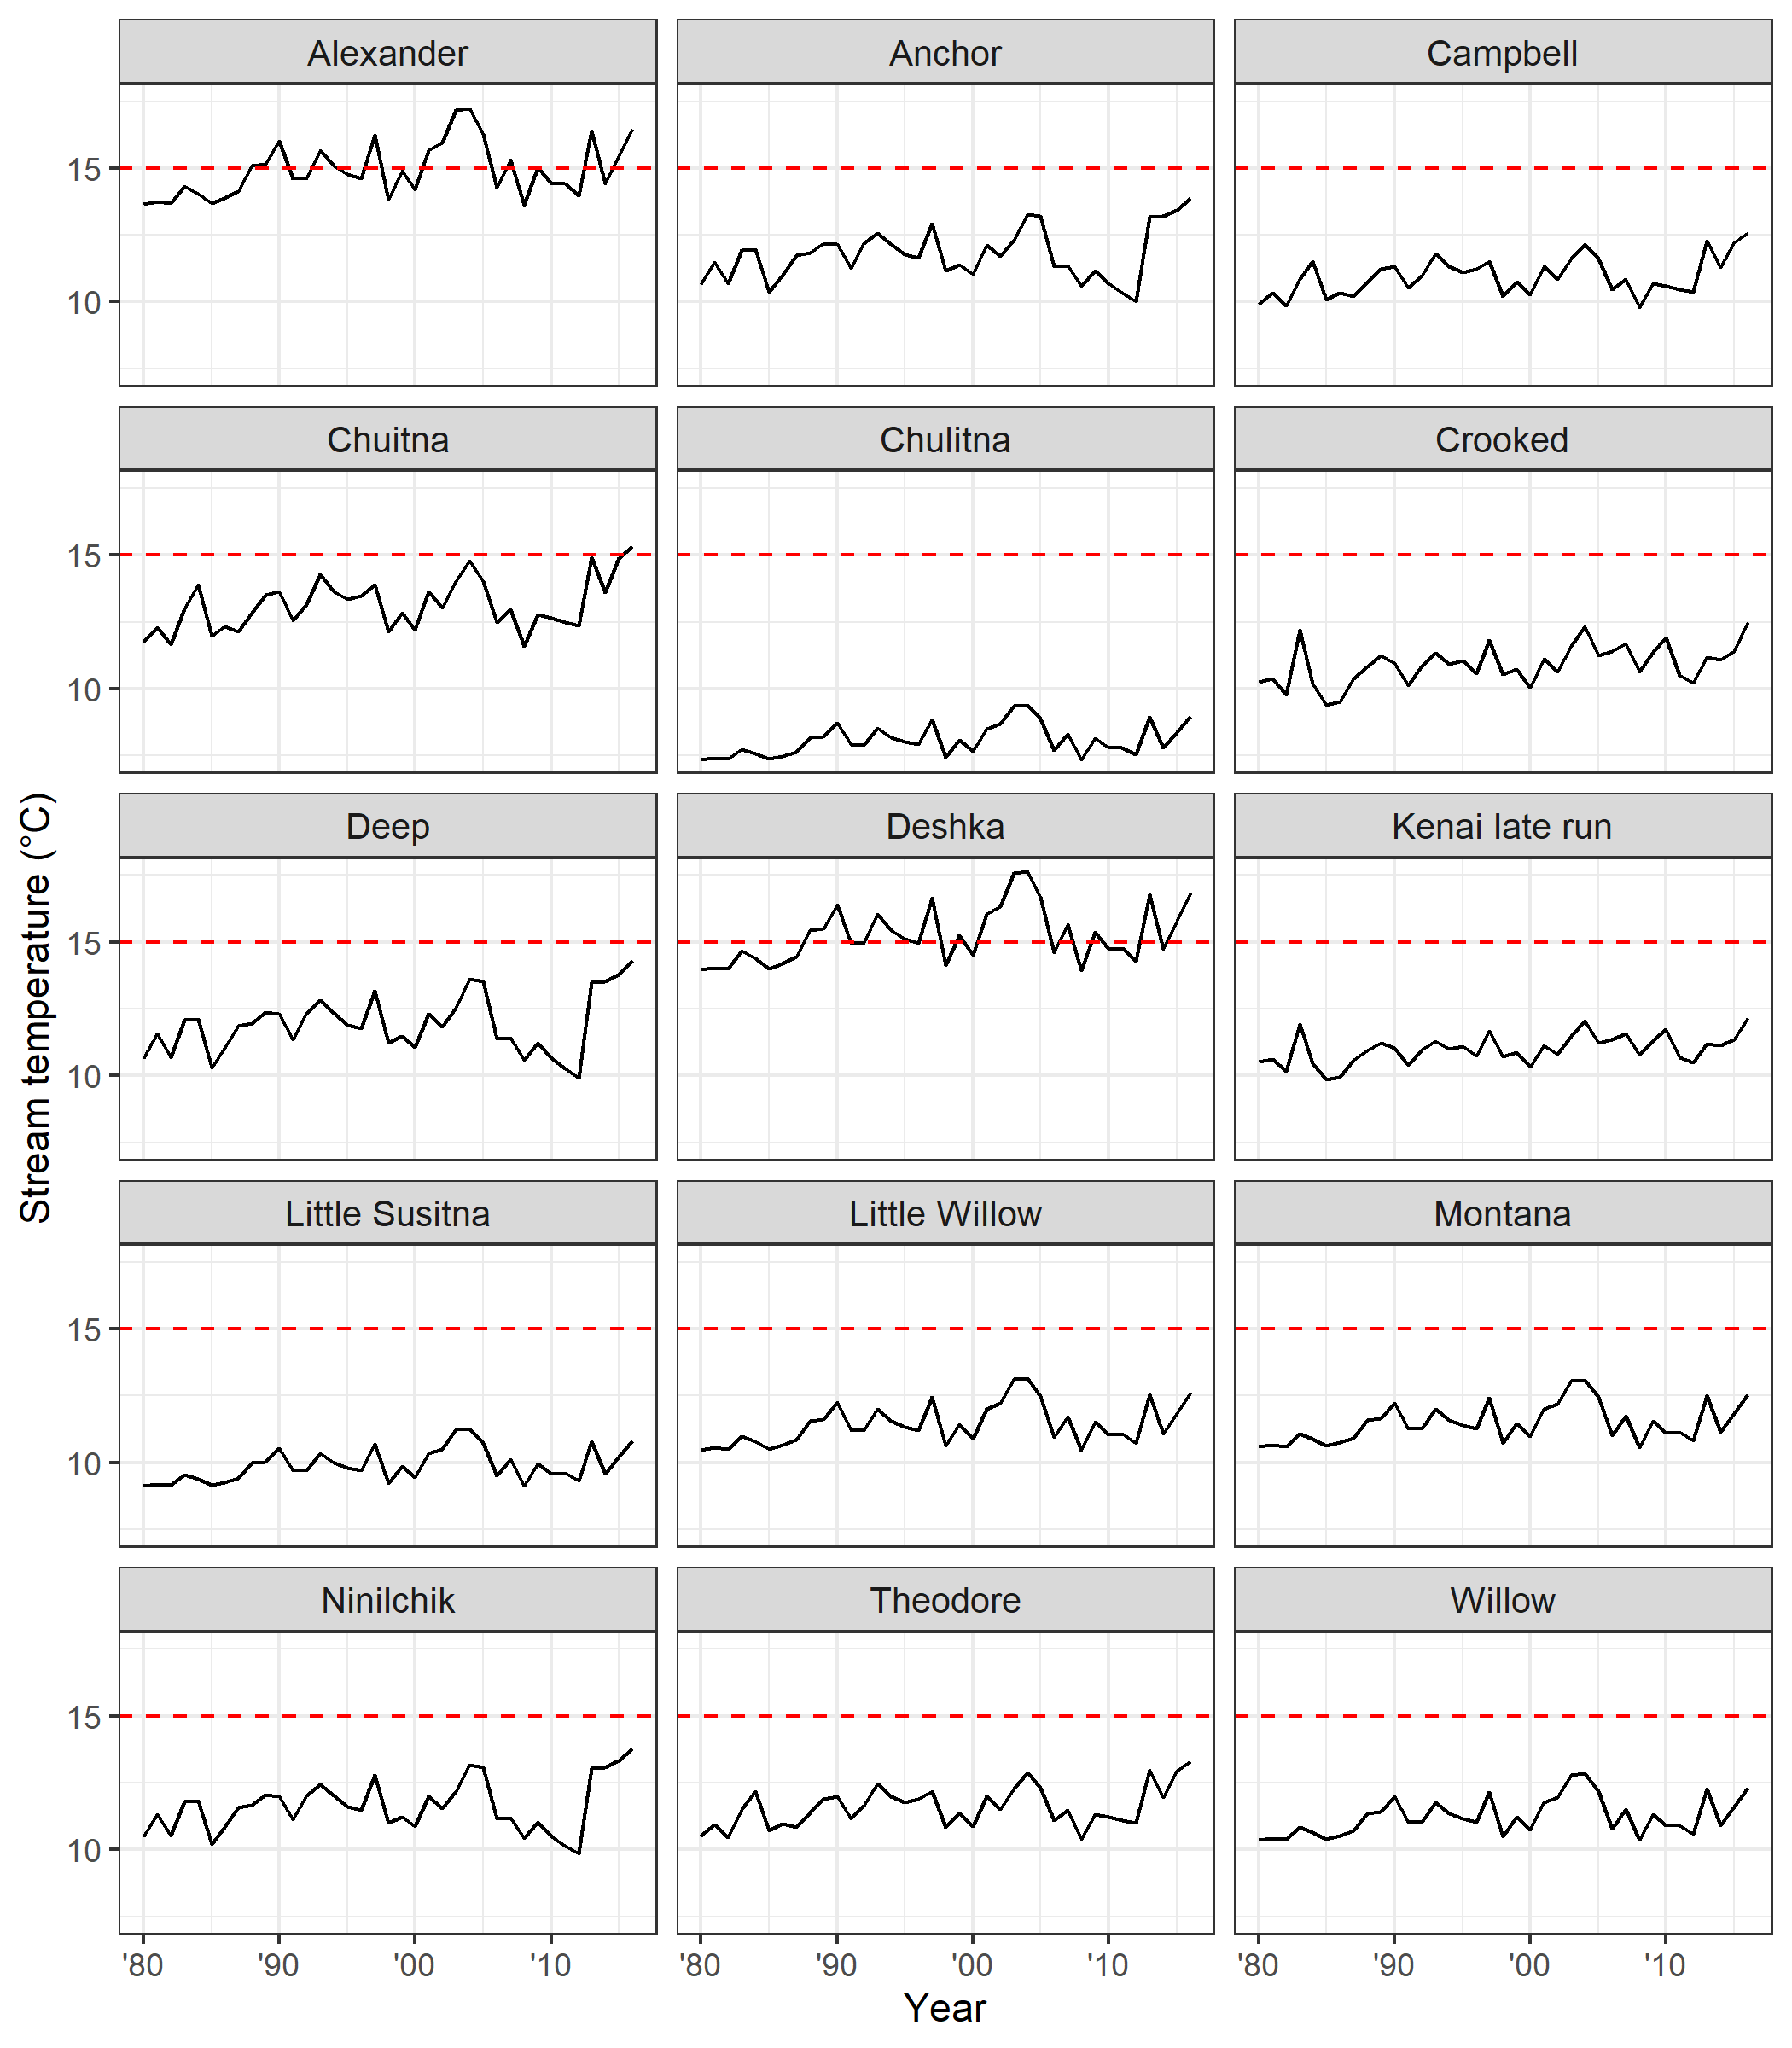 Alexander
Anchor
Campbell
15
10
Chuitna
Chulitna
Crooked
15
10
Deep
Deshka
Kenai late run
15
10
Stream temperature (°C)
Little Susitna
Little Willow
Montana
15
10
Ninilchik
Theodore
Willow
15
10
'80 '90 '00 '10
'80 '90 '00 '10
'80 '90 '00 '10
Year